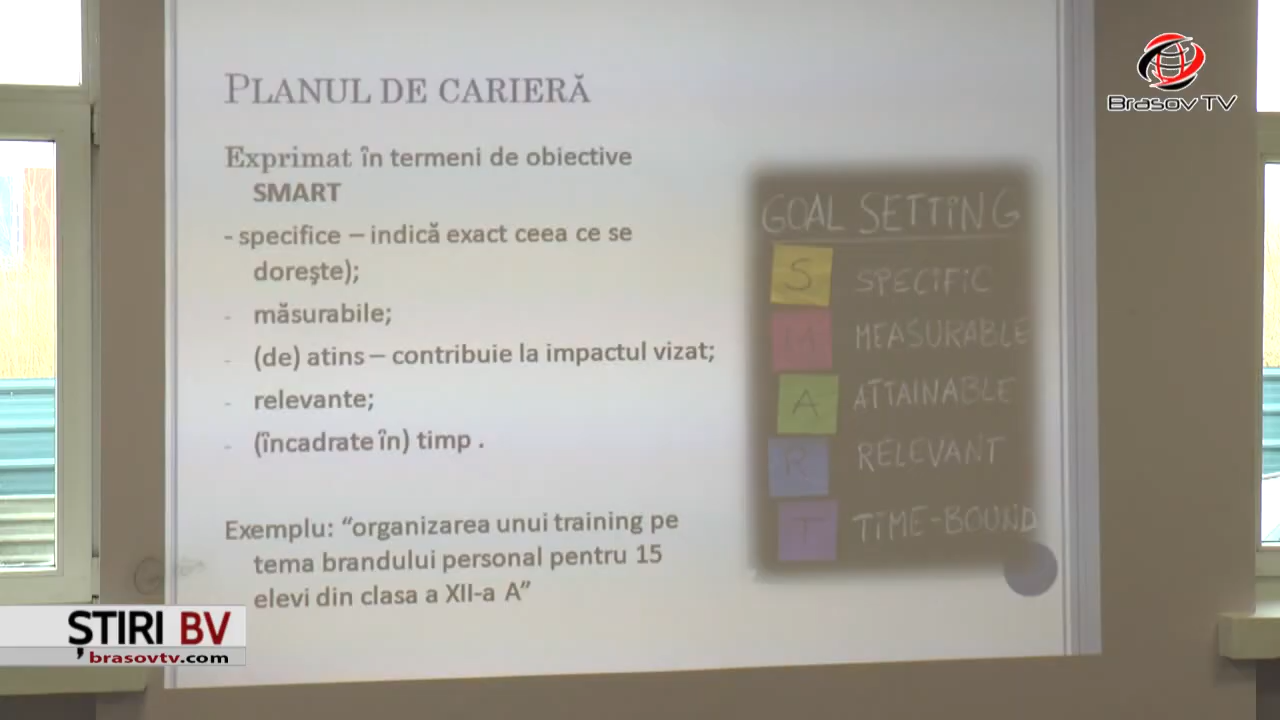 PLANUL DE CARIERĂ
Exprimat în termeni de obiective
SMART
- specifice – indică exact ceea ce se
doreşte);
- măsurabile;
- (de) atins – contribuie la impactul vizat;
- relevante;
- (încadrate în) timp .
Exemplu: “organizarea unui training pe
tema brandului personal pentru 15
elevi din clasa a XII-a A”
GOAL SETTING
S SPECIFIC
M MEASURABLE
A ATTAINABLE
R RELEVANT
T TIME-BOUND
Brasov TV
ȘTIRI BV
brasovtv.com